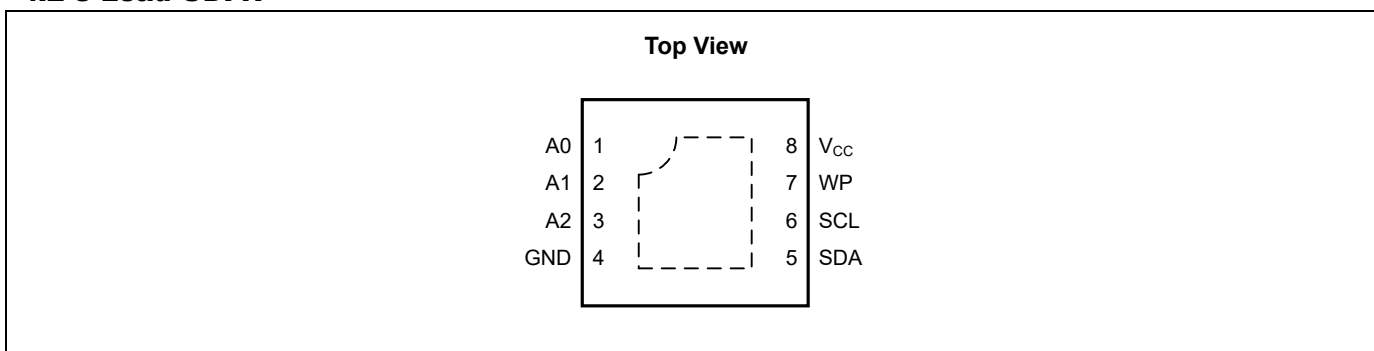 Top View
A0 1 8 VCC
A1 2 7 WP
A2 3 6 SCL
GND 4 5 SDA